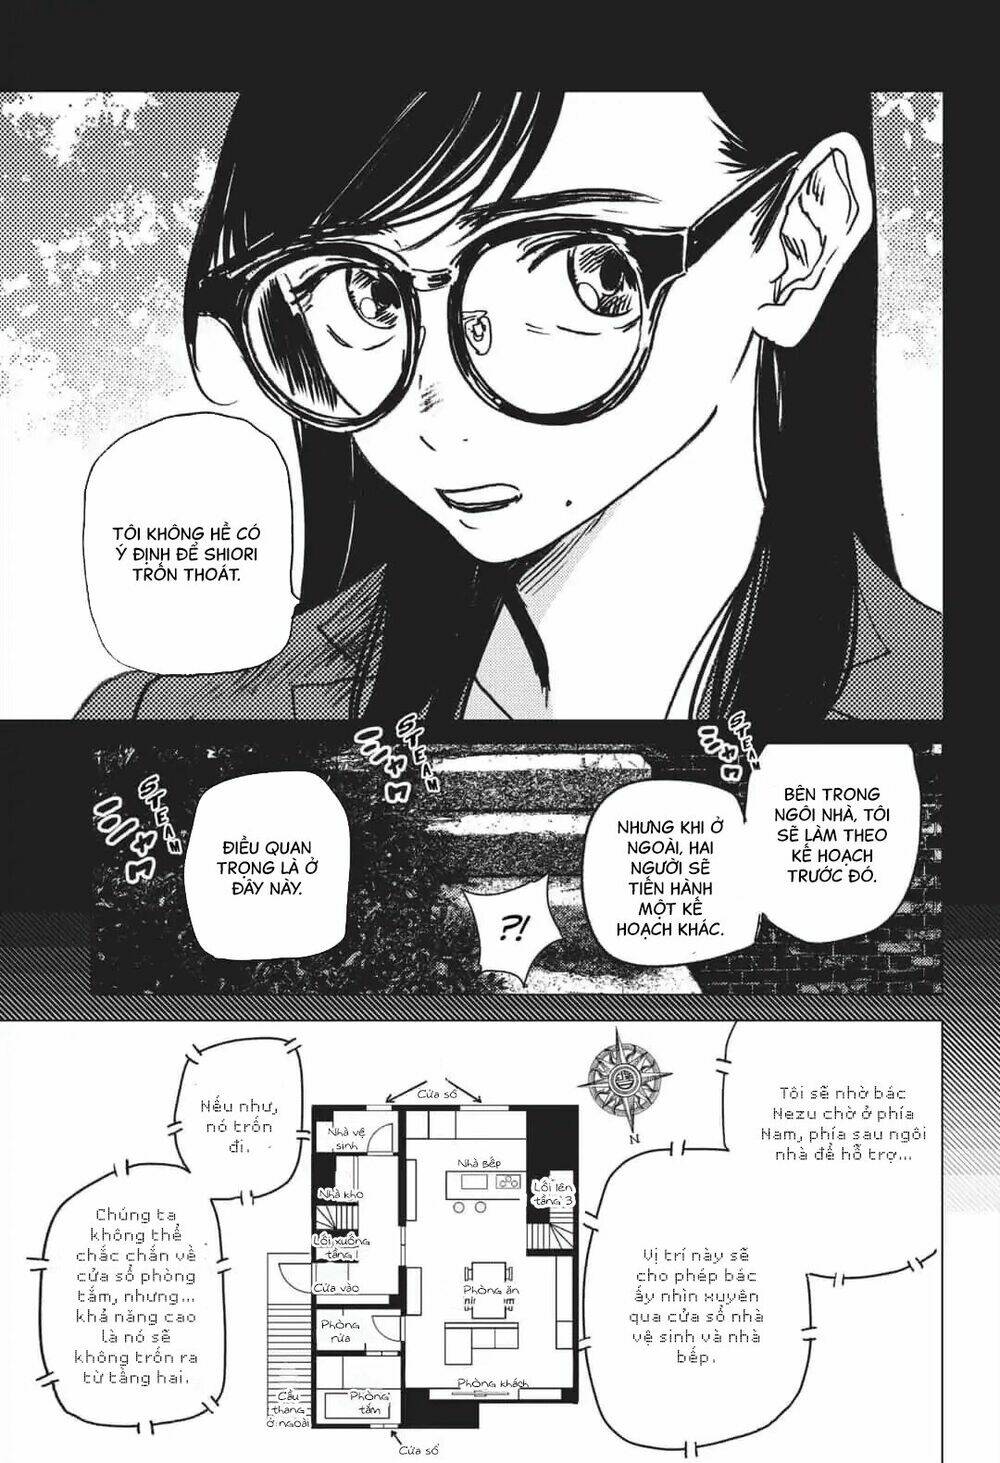 TÔI KHÔNG HỀ CÓ
Ý ĐỊNH ĐỂ SHIORI
TRỐN THOÁT.
BÊN TRONG
NGÔI NHÀ, TÔI
SẼ LÀM THEO
KẾ HOẠCH
TRƯỚC ĐÓ.
NHƯNG KHI Ở
NGOÀI, HAI
NGƯỜI SẼ
TIẾN HÀNH
MỘT KẾ
HOẠCH KHÁC.
?!
ĐIỀU QUAN
TRỌNG LÀ Ở
ĐÂY NÀY.
STEAM
STEAM
STEAM
Tôi sẽ nhờ bác
Nezu chờ ở phía
Nam, phía sau ngôi
nhà để hỗ trợ...
Vị trí này sẽ
cho phép bác
ấy nhìn xuyên
qua cửa sổ nhà
vệ sinh và nhà
bếp.
Nếu như,
nó trốn
đi.
Chúng ta
không thể
chắc chắn về
cửa sổ phòng
tắm, nhưng...
khả năng cao
là nó sẽ
không trốn ra
từ tầng hai.
N
Cửa sổ
Nhà vệ
sinh
Nhà bếp
Nhà kho
Lối lên
tầng 3
Lối xuống
tầng 1
Cửa vào
Phòng ăn
Phòng
rửa
Phòng khách
Phòng
tắm
Cầu
thang
ở ngoài
Cửa sổ